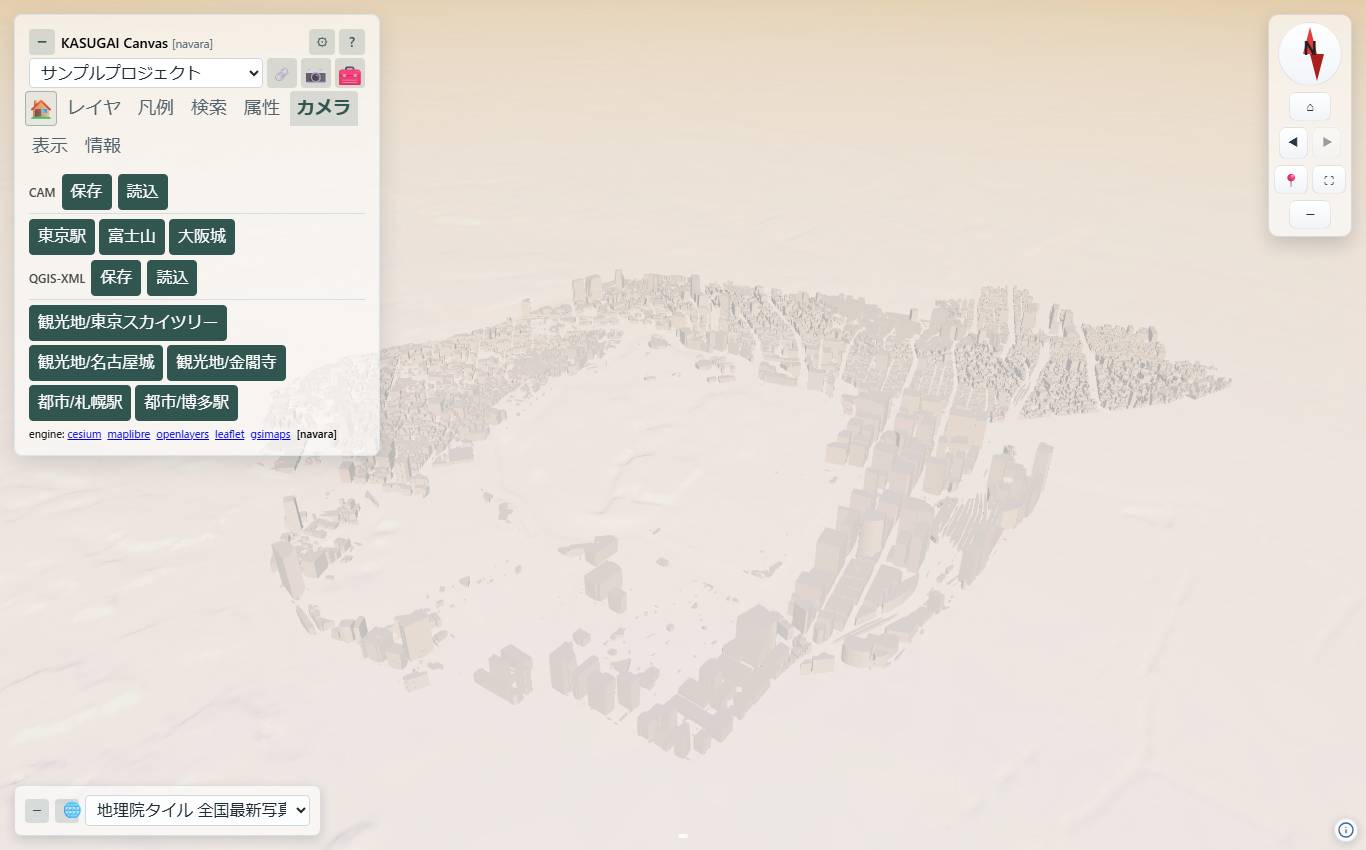 − KASUGAI Canvas [navara] ⚙ ?
サンプルプロジェクト
レイヤ 凡例 検索 属性 カメラ
表示 情報
CAM 保存 読込
東京駅 富士山 大阪城
QGIS-XML 保存 読込
観光地/東京スカイツリー
観光地/名古屋城 観光地/金閣寺
都市/札幌駅 都市/博多駅
engine: cesium maplibre openlayers leaflet gsimaps [navara]
N
− 地理院タイル 全国最新写真